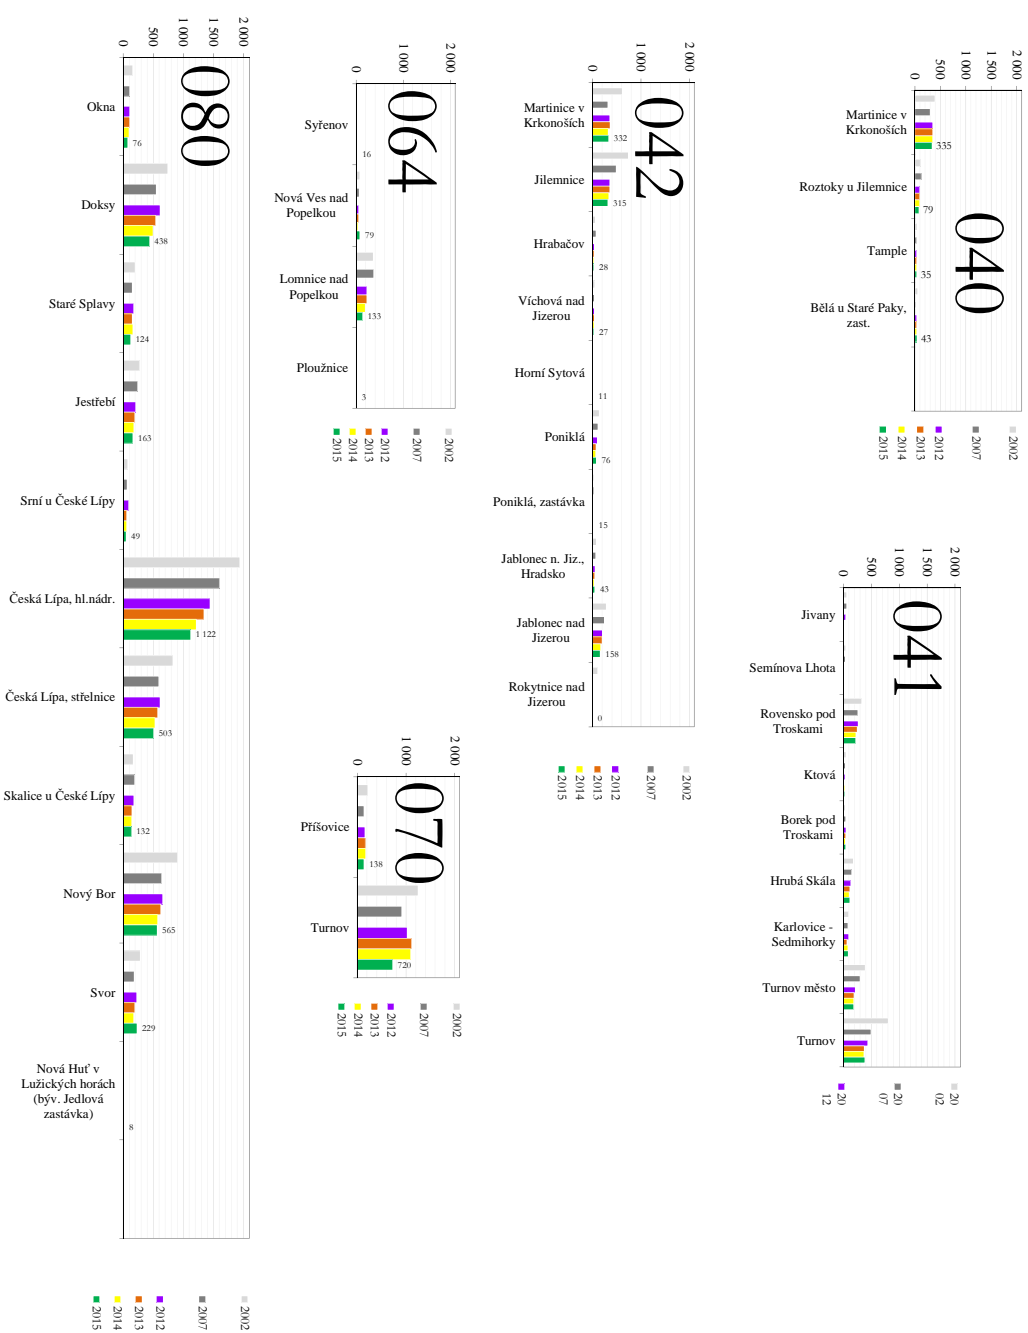 0
500
1 000
1 500
2 000
080
Okna
76
Doksy
438
Staré Splavy
124
Jestřebí
163
Srní u České Lípy
49
Česká Lípa, hl.nádr.
1 122
Česká Lípa, střelnice
503
Skalice u České Lípy
132
Nový Bor
565
Svor
229
Nová Huť v
Lužických horách
(býv. Jedlová
zastávka)
8
2002
2007
2012
2013
2014
2015
0
1 000
2 000
064
Syřenov
16
Nová Ves nad
Popelkou
79
Lomnice nad
Popelkou
133
Ploužnice
3
2002
2007
2012
2013
2014
2015
0
1 000
2 000
070
Příšovice
138
Turnov
720
2002
2007
2012
2013
2014
2015
0
1 000
2 000
042
Martinice v
Krkonoších
332
Jilemnice
315
Hrabačov
28
Víchová nad
Jizerou
27
Horní Sytová
11
Poniklá
76
Poniklá, zastávka
15
Jablonec n. Jiz.,
Hradsko
43
Jablonec nad
Jizerou
158
Rokytnice nad
Jizerou
0
2002
2007
2012
2013
2014
2015
0
500
1 000
1 500
2 000
040
Martinice v
Krkonoších
335
Roztoky u Jilemnice
79
Tample
35
Bělá u Staré Paky,
zast.
43
2002
2007
2012
2013
2014
2015
0
500
1 000
1 500
2 000
041
Jivany
Semínova Lhota
Rovensko pod
Troskami
Ktová
Borek pod
Troskami
Hrubá Skála
Karlovice -
Sedmihorky
Turnov město
Turnov
20
02
20
07
20
12